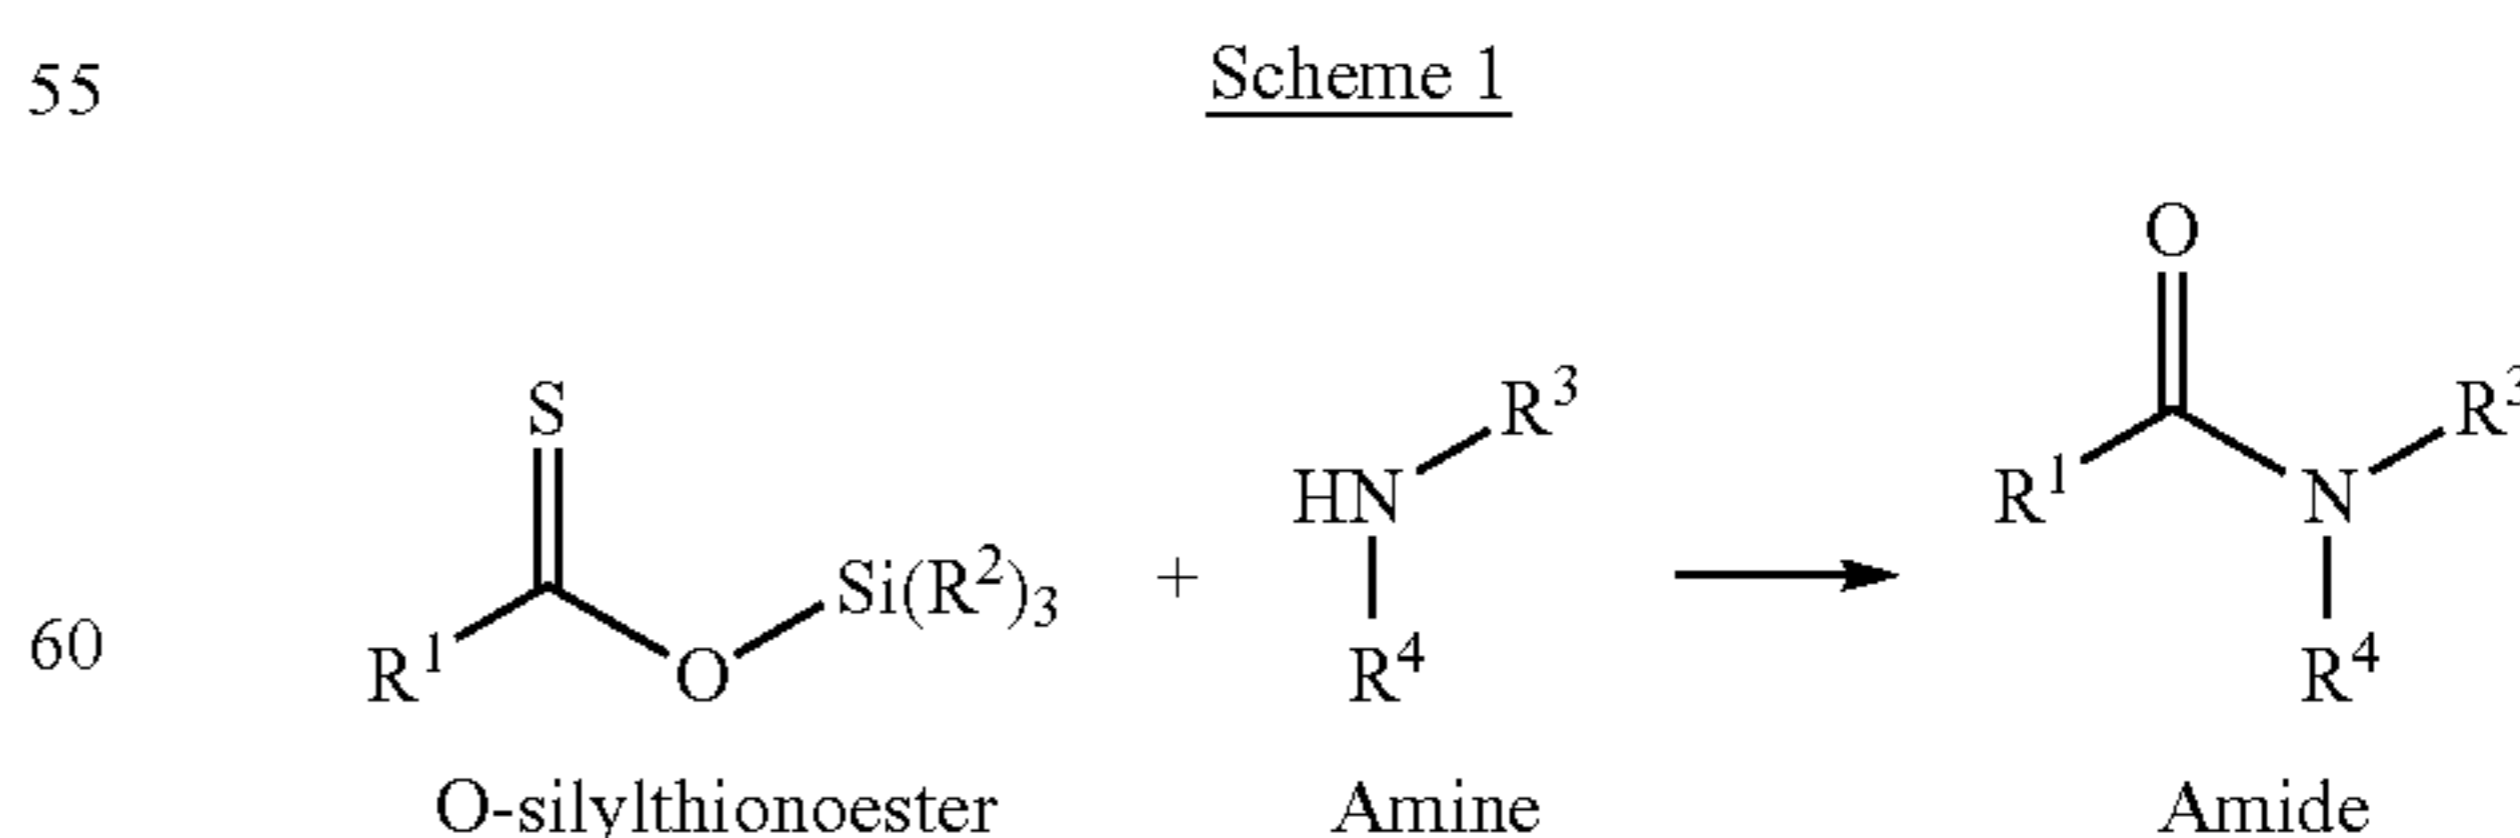 55
Scheme 1
O
S
R³
R³
HN
N
Si(R²)₃
+
R¹
60
R¹
O
R⁴
R⁴
O-silylthionoester
Amine
Amide